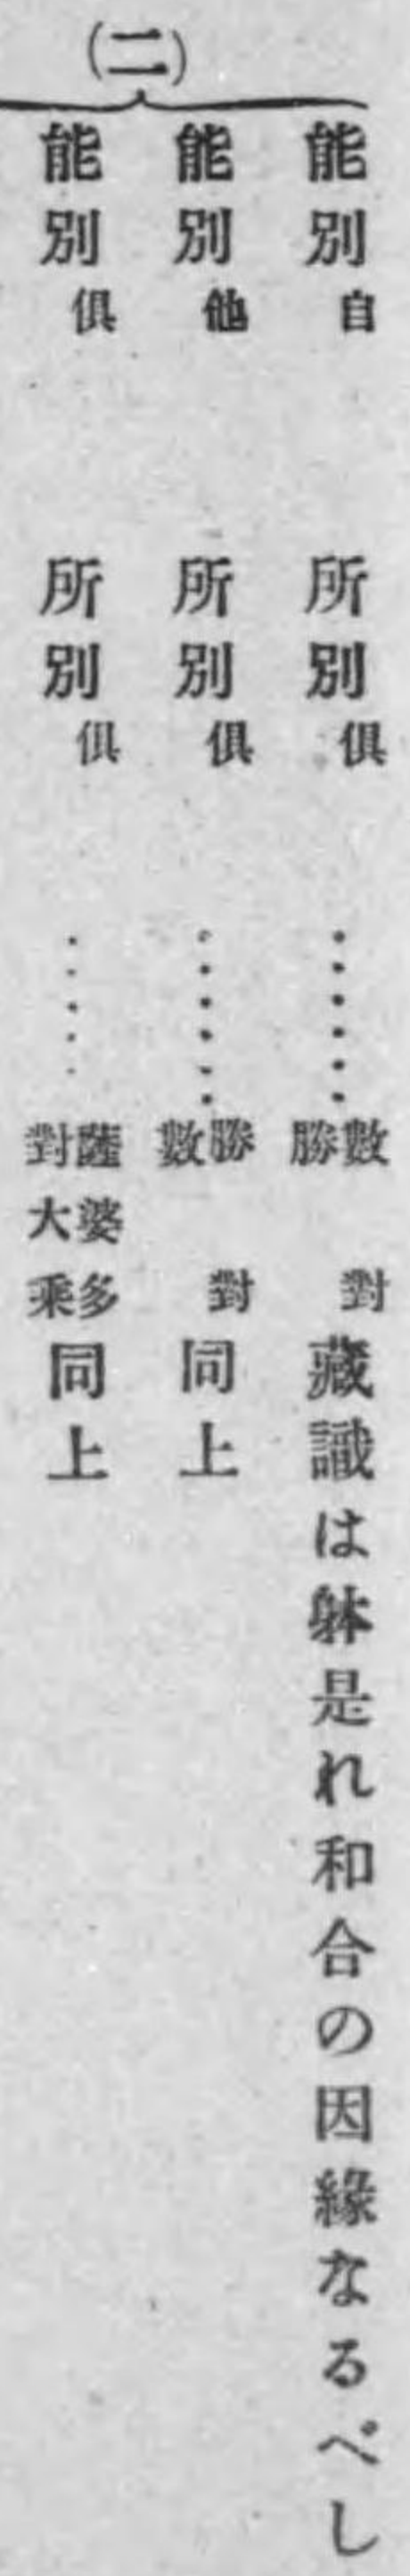 (二)
能別自 所別俱 ……數 對勝 藏識は躰是れ和合の因緣なるべし
能別他 所別俱 ……勝 對數 同上
能別俱 所別俱 ……薩婆多對大乘 同上